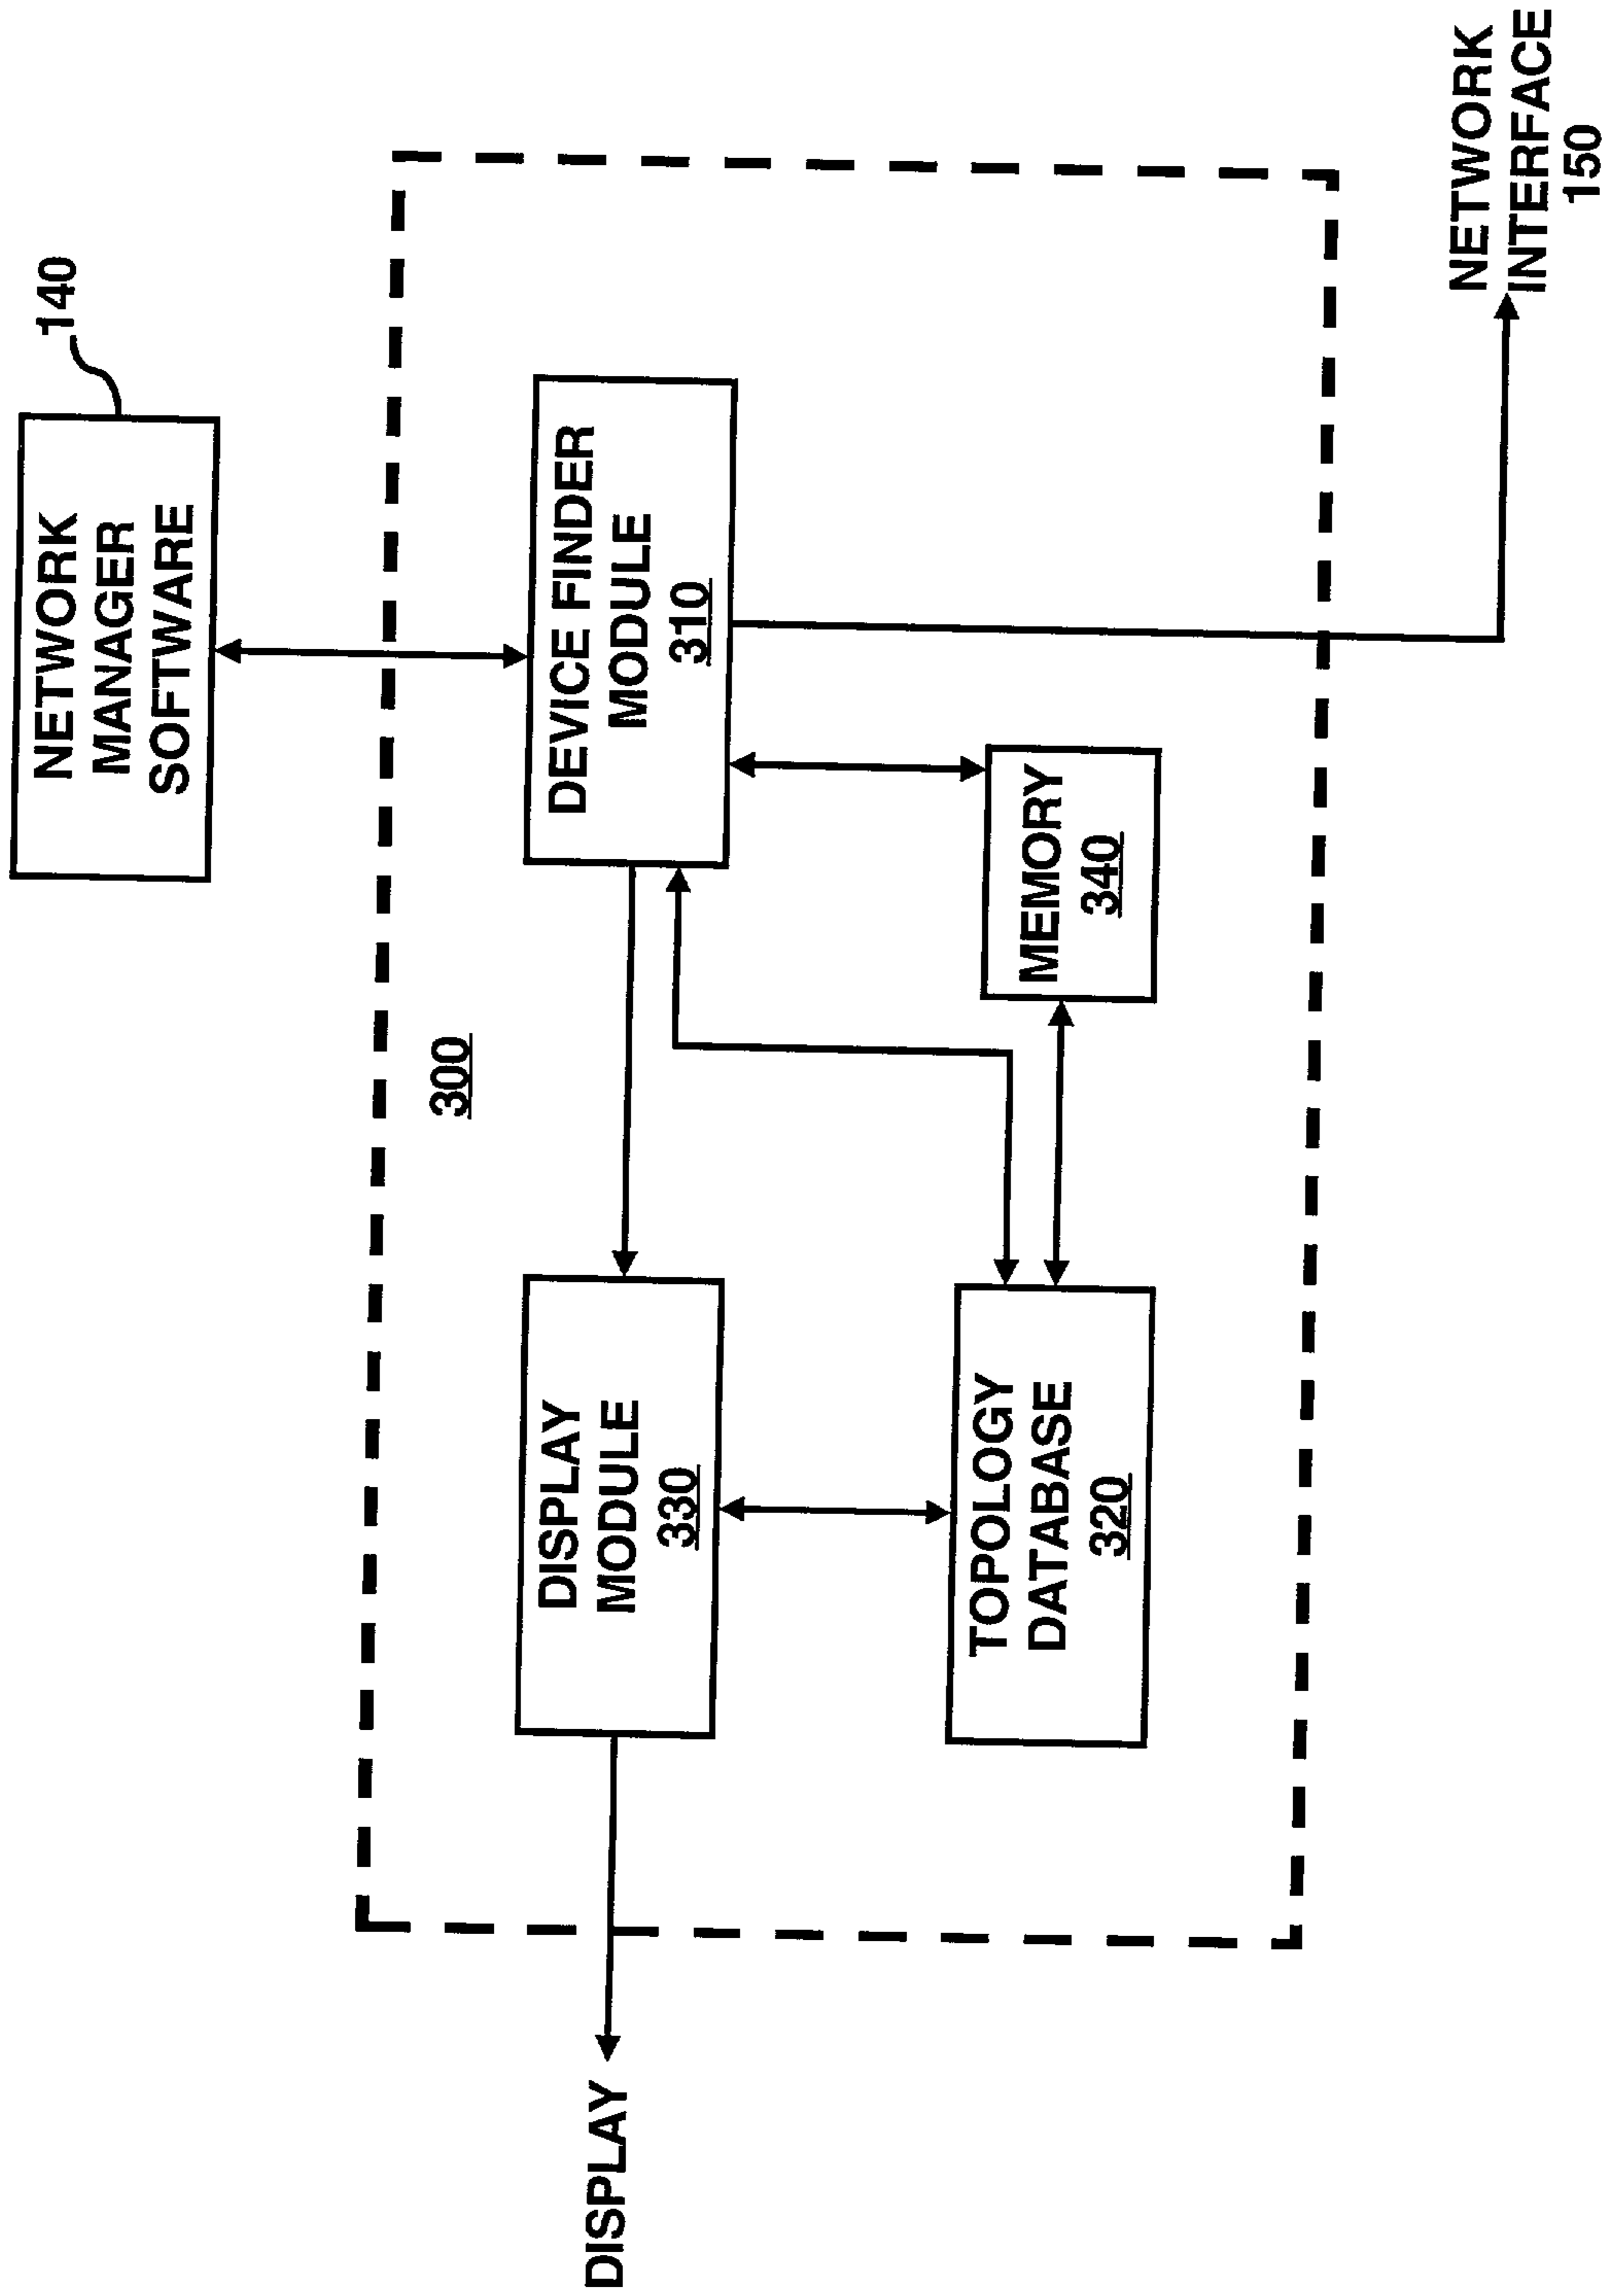 140
NETWORK
MANAGER
SOFTWARE
300
DISPLAY
DISPLAY
MODULE
330
DEVICE FINDER
MODULE
310
TOPOLOGY
DATABASE
320
MEMORY
340
NETWORK
INTERFACE
150